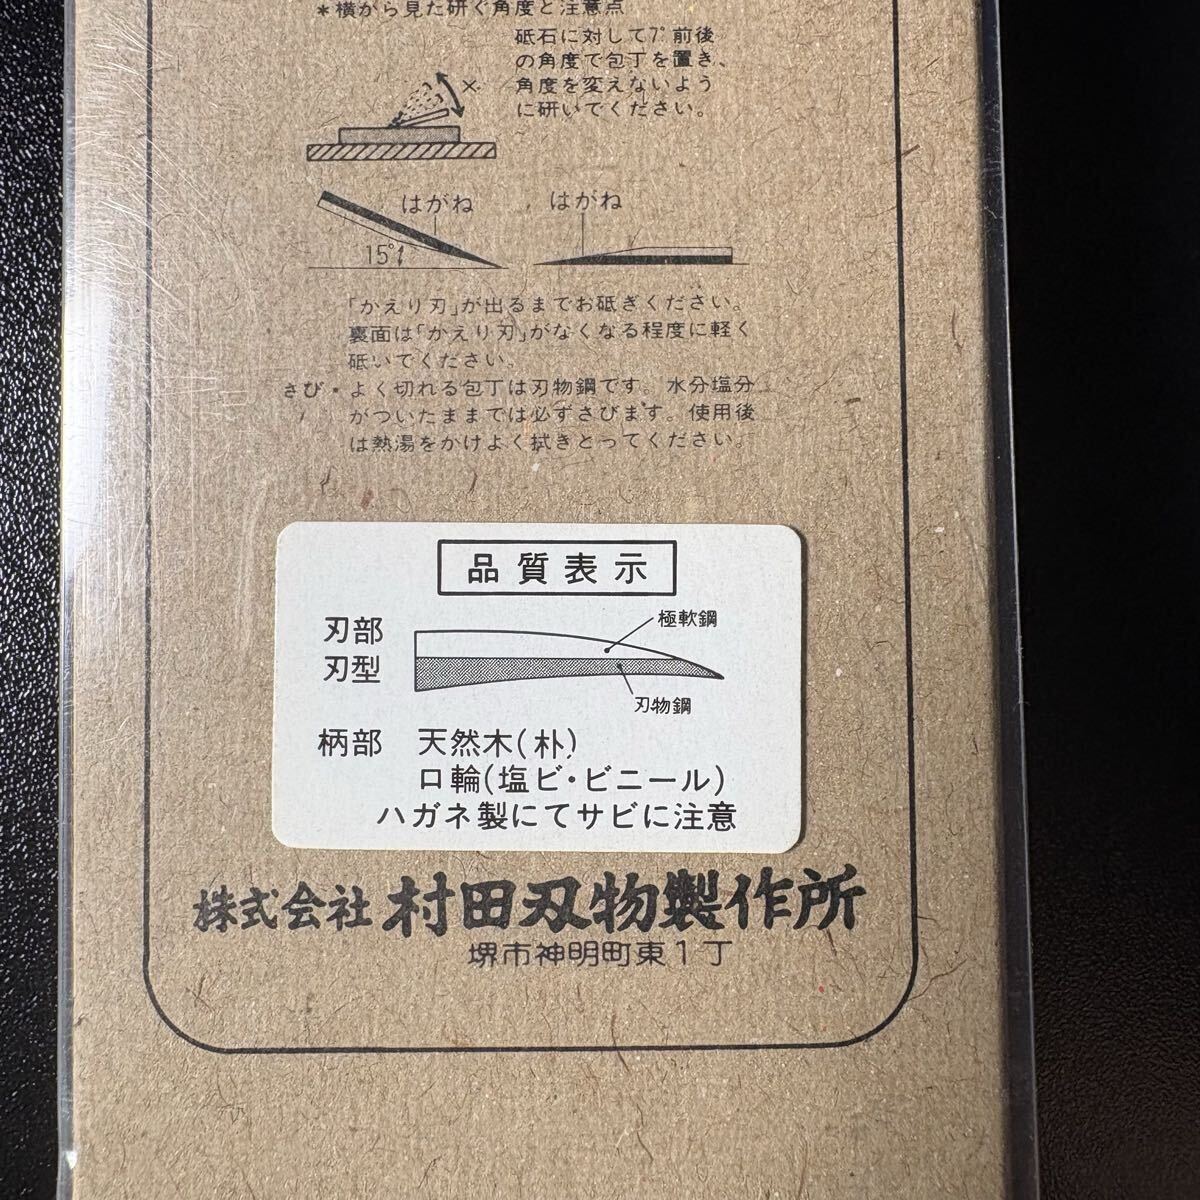 *横から見た研ぐ角度と注意点
砥石に対して7°前後
の角度で包丁を置き、
角度を変えないよう
に研いでください。
×
はがね
はがね
15°
「かえり刃」が出るまでお砥ぎください。
裏面は「かえり刃」がなくなる程度に軽く
砥いてください。
さび・よく切れる包丁は刃物鋼です。水分塩分
がついたままでは必ずさびます。使用後
は熱湯をかけよく拭きとってください。
品質表示
極軟鋼
刃部
刃型
刃物鋼
柄部 天然木(朴)
口輪(塩ビ・ビニール)
ハガネ製にてサビに注意
株式会社 村田刃物製作所
堺市神明町東1丁